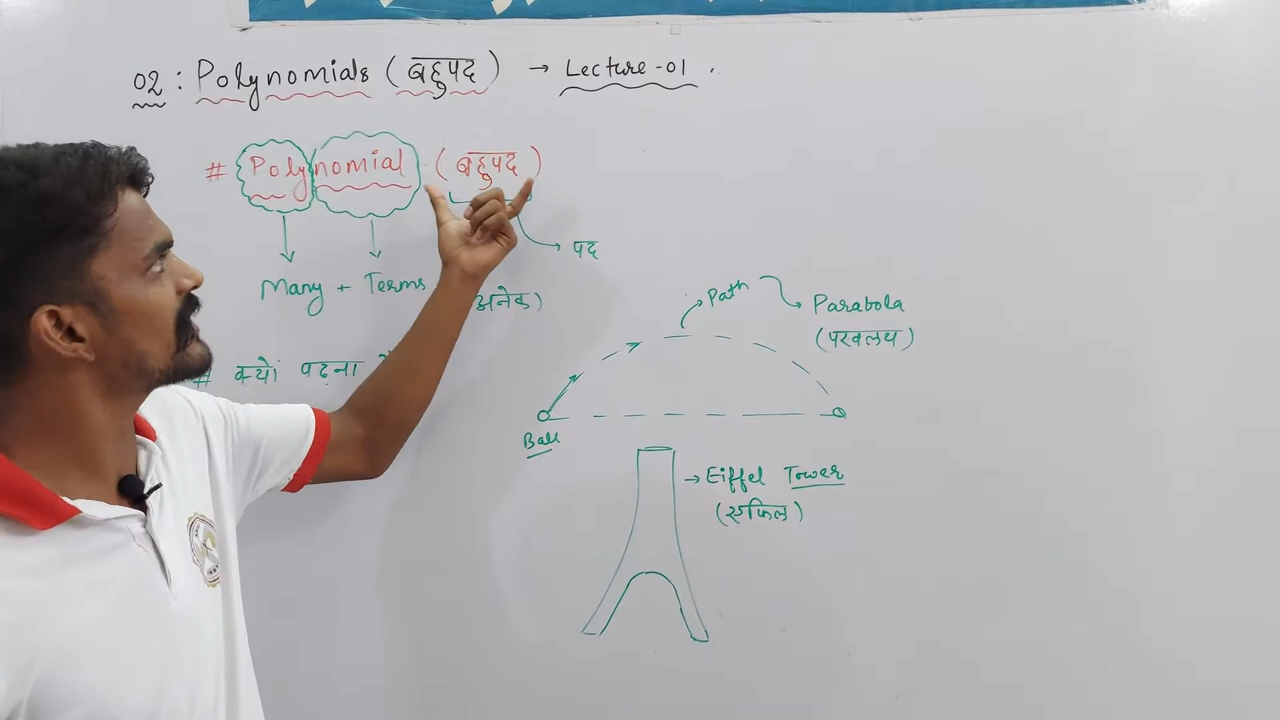 02 : Polynomials (बहुपद) → Lecture-01 .
# Polynomial (बहुपद)
→ पद
Many + Terms
अनेक)
# क्यों पढ़ना
Path
Parabola
(परवलय)
Ball
→ Eiffel Tower
(एफिल)